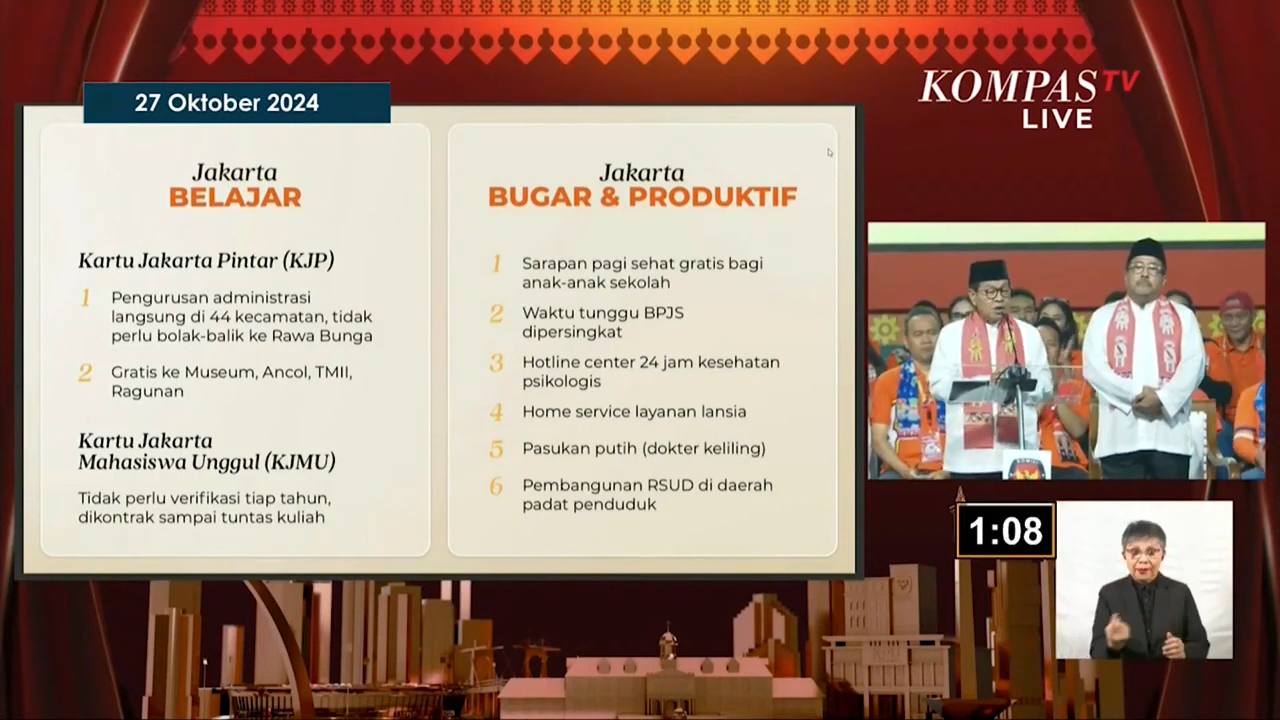 KOMPASTV
LIVE
27 Oktober 2024
Jakarta
BELAJAR
Kartu Jakarta Pintar (KJP)
1 Pengurusan administrasi
langsung di 44 kecamatan, tidak
perlu bolak-balik ke Rawa Bunga
2 Gratis ke Museum, Ancol, TMII,
Ragunan
Kartu Jakarta
Mahasiswa Unggul (KJMU)
Tidak perlu verifikasi tiap tahun,
dikontrak sampai tuntas kuliah
Jakarta
BUGAR & PRODUKTIF
1 Sarapan pagi sehat gratis bagi
anak-anak sekolah
2 Waktu tunggu BPJS
dipersingkat
3 Hotline center 24 jam kesehatan
psikologis
4 Home service layanan lansia
5 Pasukan putih (dokter keliling)
6 Pembangunan RSUD di daerah
padat penduduk
1:08